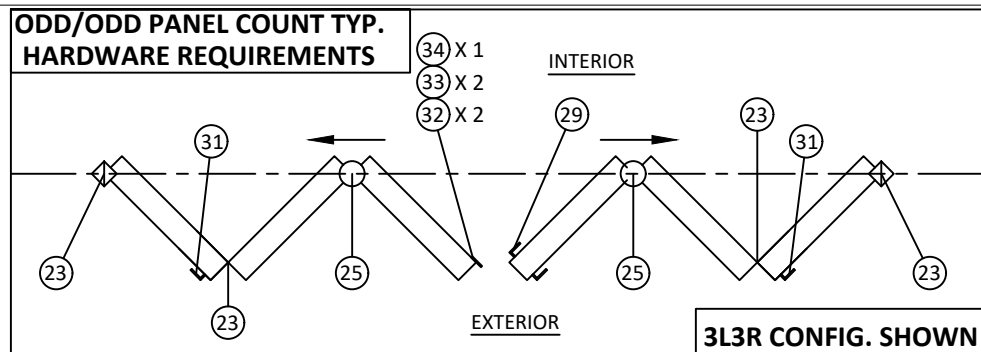 ODD/ODD PANEL COUNT TYP.
HARDWARE REQUIREMENTS
34 X 1
33 X 2
32 X 2
INTERIOR
29
23
31
31
23
25
25
23
23
EXTERIOR
3L3R CONFIG. SHOWN